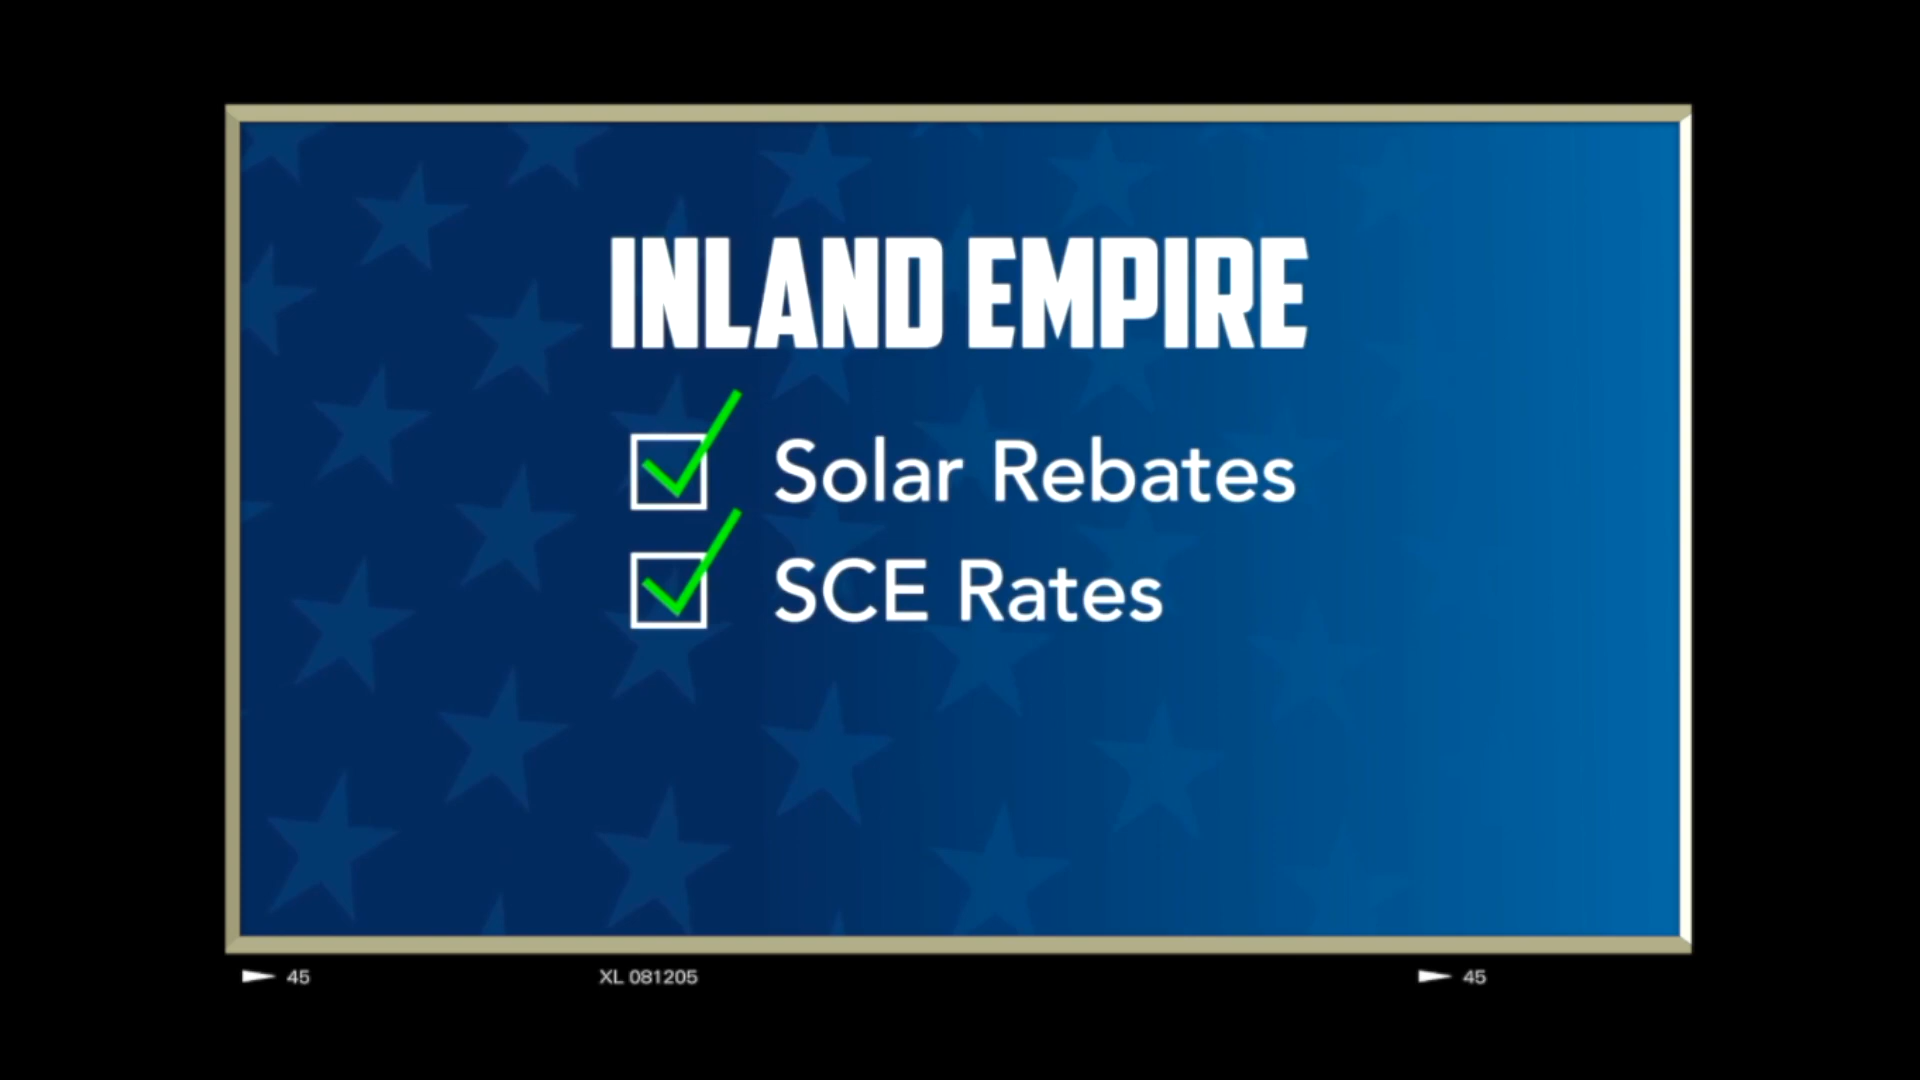 INLAND EMPIRE
Solar Rebates
SCE Rates
45 XL 081205 45